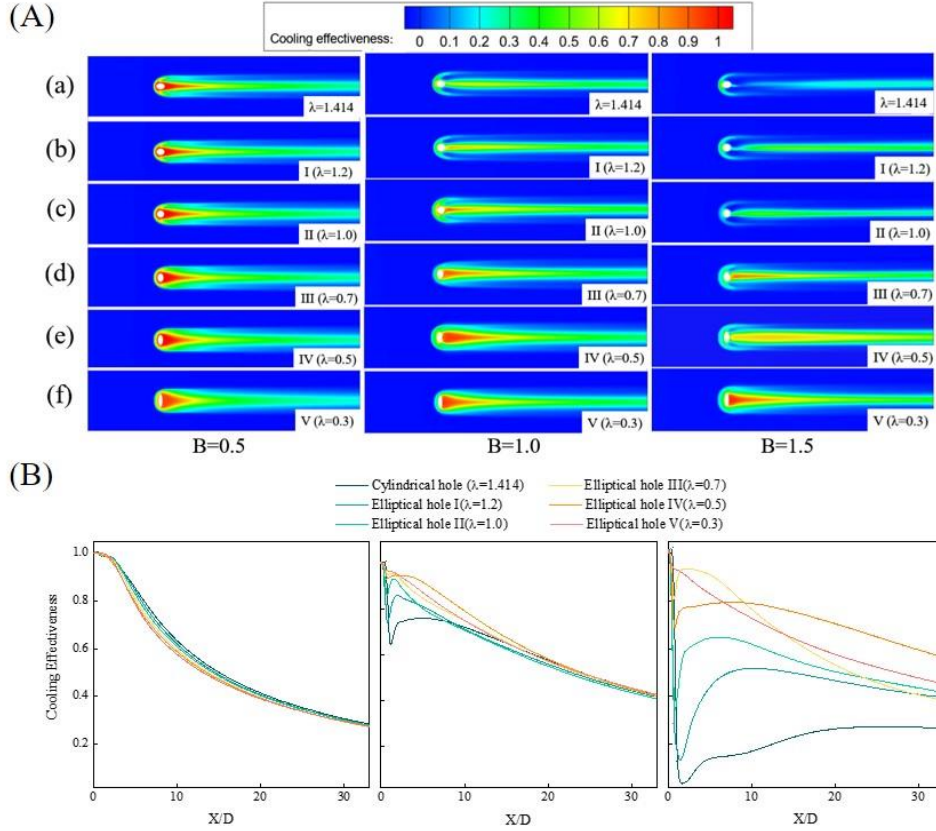 (A)
Cooling effectiveness:
0 0.1 0.2 0.3 0.4 0.5 0.6 0.7 0.8 0.9 1
(a) λ=1.414 λ=1.414 λ=1.414
(b) I (λ=1.2) I (λ=1.2) I (λ=1.2)
(c) II (λ=1.0) II (λ=1.0) II (λ=1.0)
(d) III (λ=0.7) III (λ=0.7) III (λ=0.7)
(e) IV (λ=0.5) IV (λ=0.5) IV (λ=0.5)
(f) V (λ=0.3) V (λ=0.3) V (λ=0.3)
B=0.5 B=1.0 B=1.5
(B)
Cylindrical hole (λ=1.414) Elliptical hole III(λ=0.7)
Elliptical hole I(λ=1.2) Elliptical hole IV(λ=0.5)
Elliptical hole II(λ=1.0) Elliptical hole V(λ=0.3)
Cooling Effectiveness
1.0
0.8
0.6
0.4
0.2
0 10 20 30 0 10 20 30 0 10 20 30
X/D X/D X/D